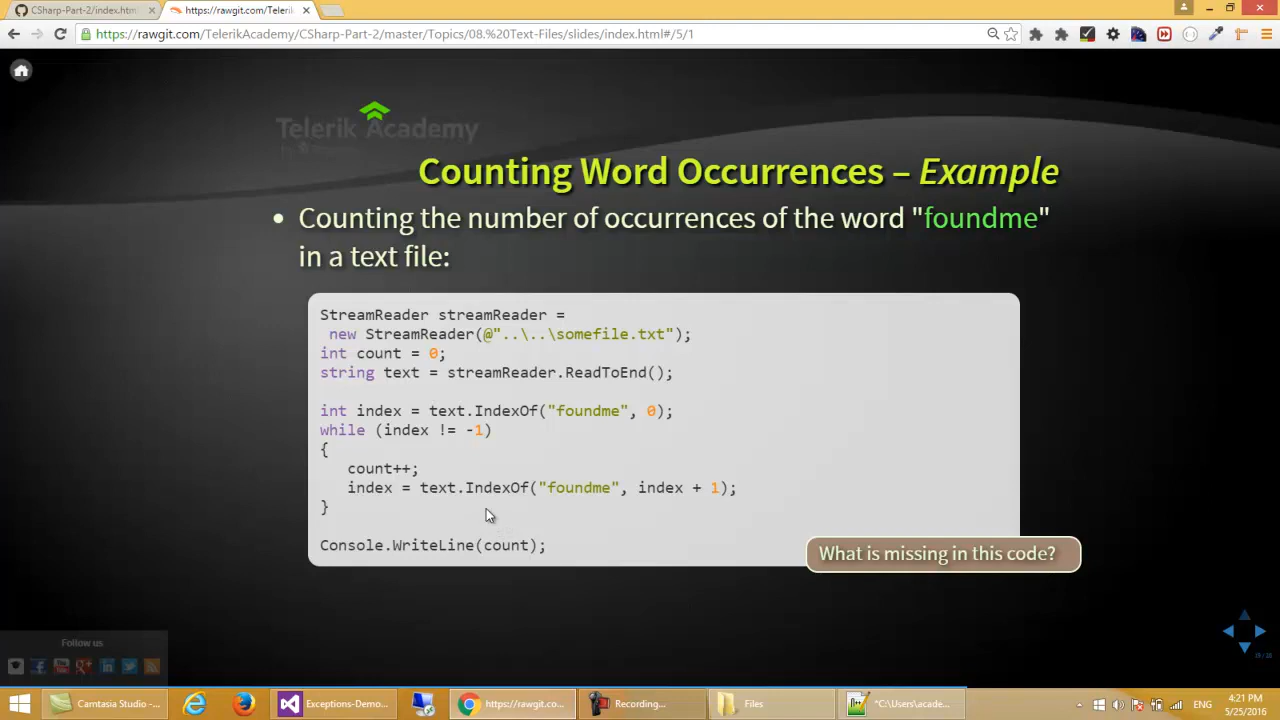 CSharp-Part-2/index.htm
https://rawgit.com/Teleri
https://rawgit.com/TelerikAcademy/CSharp-Part-2/master/Topics/08.%20Text-Files/slides/index.html#/5/1
Telerik Academy
Counting Word Occurrences – Example
• Counting the number of occurrences of the word "foundme"
in a text file:
StreamReader streamReader =
new StreamReader(@"..\..\somefile.txt");
int count = 0;
string text = streamReader.ReadToEnd();
int index = text.IndexOf("foundme", 0);
while (index != -1)
{
count++;
index = text.IndexOf("foundme", index + 1);
}
Console.WriteLine(count);
What is missing in this code?
Follow us
Camtasia Studio -...
Exceptions-Demo...
https://rawgit.co...
Recording...
Files
*C:\Users\acade...
ENG
4:21 PM
5/25/2016